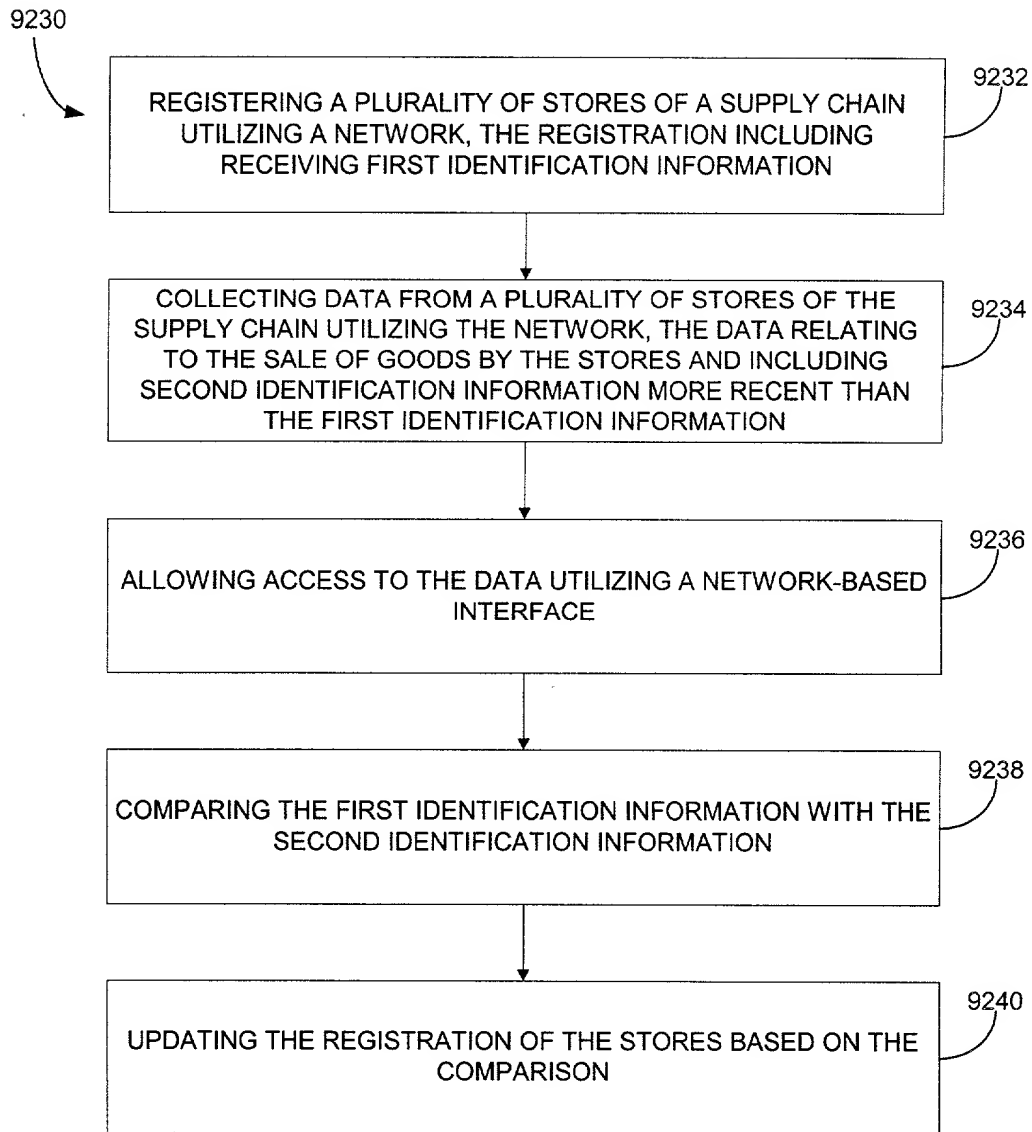 9230
9232
REGISTERING A PLURALITY OF STORES OF A SUPPLY CHAIN
UTILIZING A NETWORK, THE REGISTRATION INCLUDING
RECEIVING FIRST IDENTIFICATION INFORMATION
9234
COLLECTING DATA FROM A PLURALITY OF STORES OF THE
SUPPLY CHAIN UTILIZING THE NETWORK, THE DATA RELATING
TO THE SALE OF GOODS BY THE STORES AND INCLUDING
SECOND IDENTIFICATION INFORMATION MORE RECENT THAN
THE FIRST IDENTIFICATION INFORMATION
9236
ALLOWING ACCESS TO THE DATA UTILIZING A NETWORK-BASED
INTERFACE
9238
COMPARING THE FIRST IDENTIFICATION INFORMATION WITH THE
SECOND IDENTIFICATION INFORMATION
9240
UPDATING THE REGISTRATION OF THE STORES BASED ON THE
COMPARISON